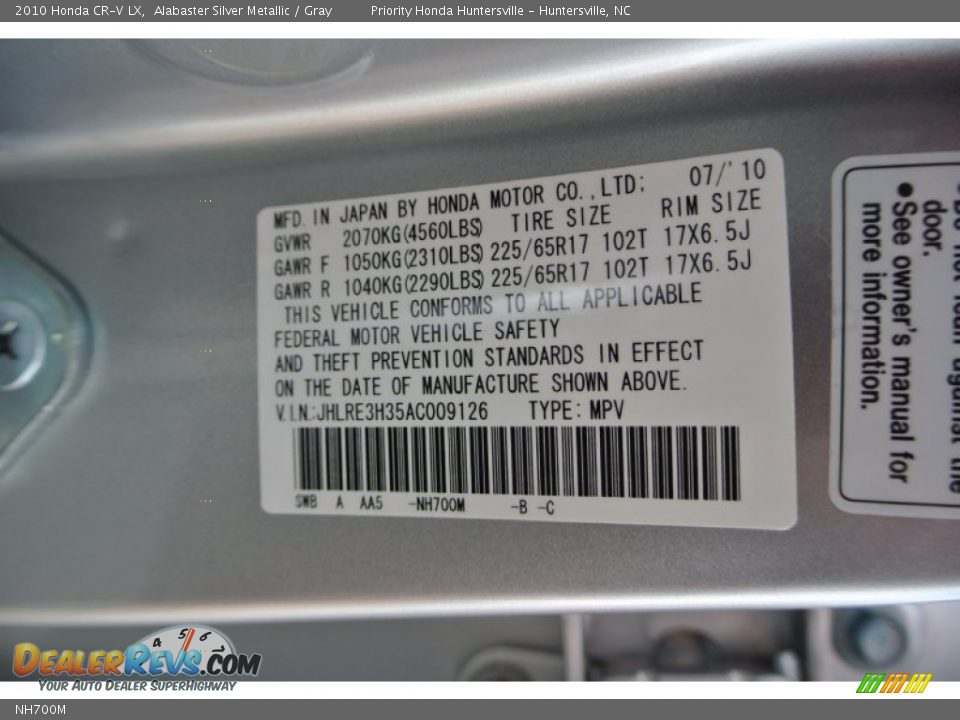 2010 Honda CR-V LX, Alabaster Silver Metallic / Gray Priority Honda Huntersville - Huntersville, NC
MFD. IN JAPAN BY HONDA MOTOR CO.,LTD; 07/'10
GVWR 2070KG(4560LBS) TIRE SIZE RIM SIZE
GAWR F 1050KG(2310LBS) 225/65R17 102T 17X6.5J
GAWR R 1040KG(2290LBS) 225/65R17 102T 17X6.5J
THIS VEHICLE CONFORMS TO ALL APPLICABLE
FEDERAL MOTOR VEHICLE SAFETY
AND THEFT PREVENTION STANDARDS IN EFFECT
ON THE DATE OF MANUFACTURE SHOWN ABOVE.
V.I.N.:JHLRE3H35AC009126 TYPE: MPV
SWB A AA5 -NH700M -B -C
door.
●See owner's manual for
more information.
4 5 6 7
DEALERREVS.COM
YOUR AUTO DEALER SUPERHIGHWAY
NH700M